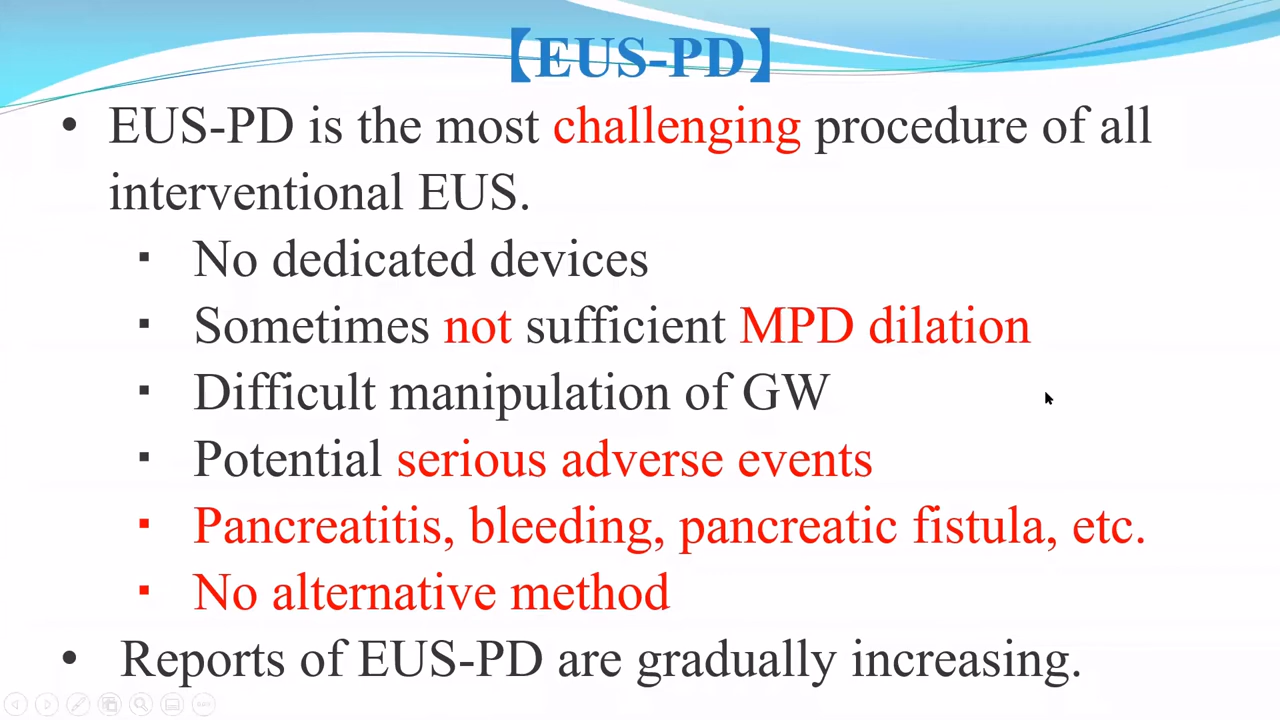 【EUS-PD】
• EUS-PD is the most challenging procedure of all
interventional EUS.
▪ No dedicated devices
▪ Sometimes not sufficient MPD dilation
▪ Difficult manipulation of GW
▪ Potential serious adverse events
▪ Pancreatitis, bleeding, pancreatic fistula, etc.
▪ No alternative method
• Reports of EUS-PD are gradually increasing.